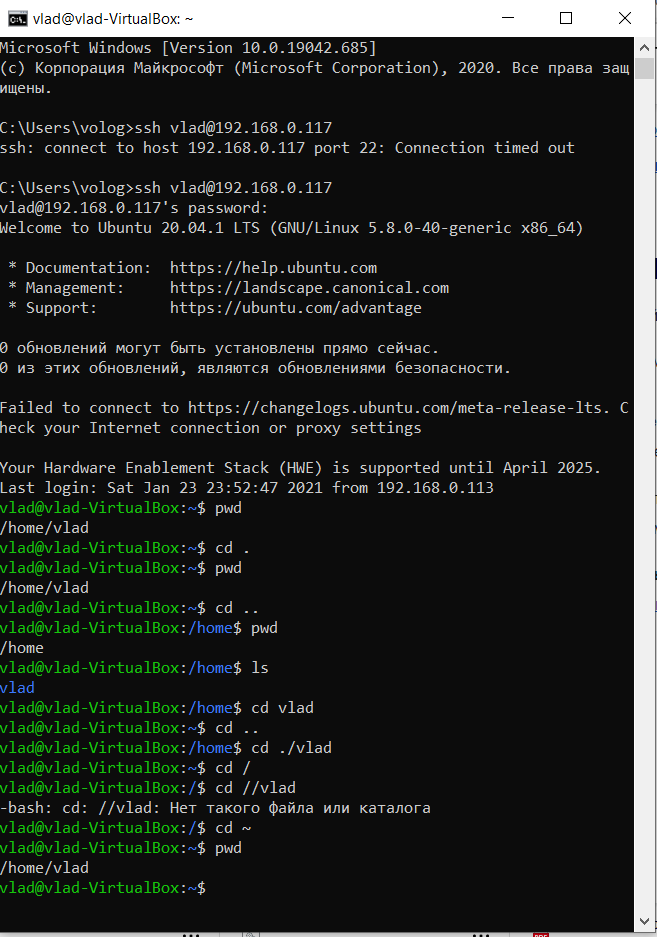 vlad@vlad-VirtualBox: ~
Microsoft Windows [Version 10.0.19042.685]
(c) Корпорация Майкрософт (Microsoft Corporation), 2020. Все права защ
ищены.
C:\Users\volog>ssh vlad@192.168.0.117
ssh: connect to host 192.168.0.117 port 22: Connection timed out
C:\Users\volog>ssh vlad@192.168.0.117
vlad@192.168.0.117's password:
Welcome to Ubuntu 20.04.1 LTS (GNU/Linux 5.8.0-40-generic x86_64)
* Documentation:  https://help.ubuntu.com
* Management:     https://landscape.canonical.com
* Support:        https://ubuntu.com/advantage
0 обновлений могут быть установлены прямо сейчас.
0 из этих обновлений, являются обновлениями безопасности.
Failed to connect to https://changelogs.ubuntu.com/meta-release-lts. C
heck your Internet connection or proxy settings
Your Hardware Enablement Stack (HWE) is supported until April 2025.
Last login: Sat Jan 23 23:52:47 2021 from 192.168.0.113
vlad@vlad-VirtualBox:~$ pwd
/home/vlad
vlad@vlad-VirtualBox:~$ cd .
vlad@vlad-VirtualBox:~$ pwd
/home/vlad
vlad@vlad-VirtualBox:~$ cd ..
vlad@vlad-VirtualBox:/home$ pwd
/home
vlad@vlad-VirtualBox:/home$ ls
vlad
vlad@vlad-VirtualBox:/home$ cd vlad
vlad@vlad-VirtualBox:~$ cd ..
vlad@vlad-VirtualBox:/home$ cd ./vlad
vlad@vlad-VirtualBox:~$ cd /
vlad@vlad-VirtualBox:/$ cd //vlad
-bash: cd: //vlad: Нет такого файла или каталога
vlad@vlad-VirtualBox:/$ cd ~
vlad@vlad-VirtualBox:~$ pwd
/home/vlad
vlad@vlad-VirtualBox:~$